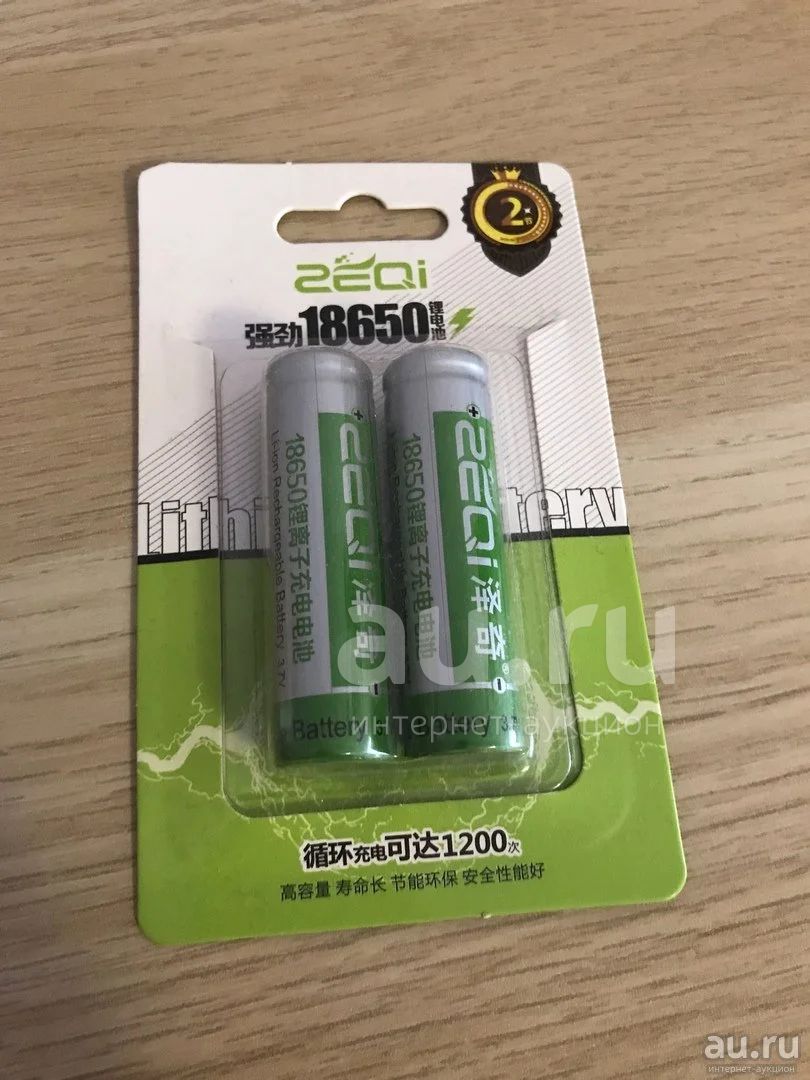 2节
ZEQi
强劲18650锂电池
Lithi
ttery
ZEQi泽奇
18650锂离子充电电池
Li-ion Rechargeable Battery 3.7V
Battery
ZEQi泽奇®
18650锂离子充电电池
au.ru
интернет-аукцион
循环充电可达1200次
高容量 寿命长 节能环保 安全性能好
au.ru
интернет-аукцион